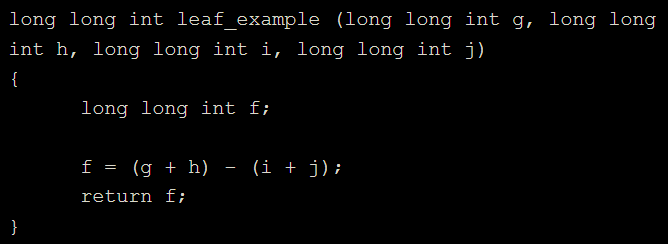 long long int leaf_example (long long int g, long long
int h, long long int i, long long int j)
{
long long int f;
f = (g + h) - (i + j);
return f;
}